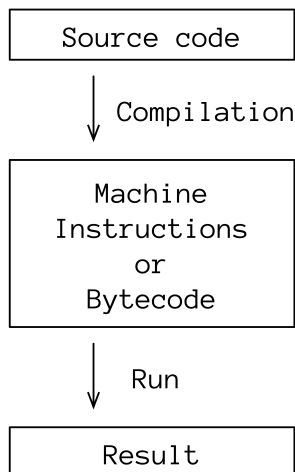 Source code
Compilation
Machine
Instructions
or
Bytecode
Run
Result